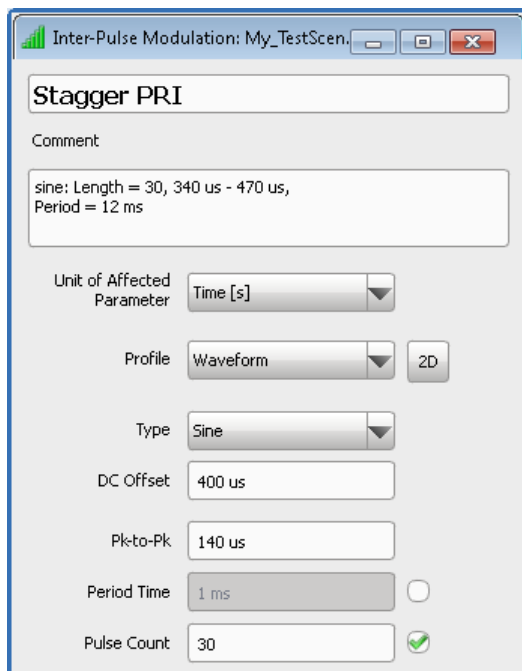 Inter-Pulse Modulation: My_TestScen.
Stagger PRI
Comment
sine: Length = 30, 340 us - 470 us,
Period = 12 ms
Unit of Affected
Parameter
Time [s]
Profile
Waveform
2D
Type
Sine
DC Offset
400 us
Pk-to-Pk
140 us
Period Time
1 ms
Pulse Count
30